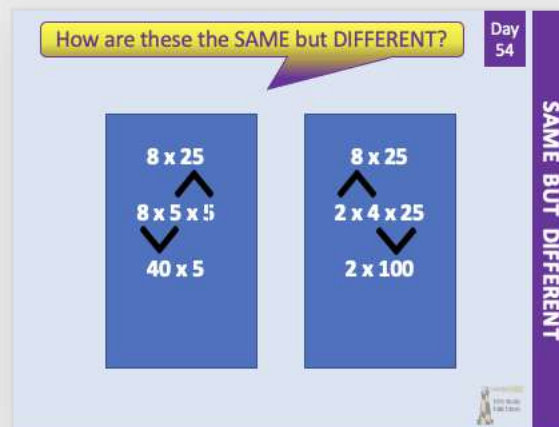 How are these the SAME but DIFFERENT?
Day
54
8 x 25
8 x 5 x 5
40 x 5
8 x 25
2 x 4 x 25
2 x 100
SAME BUT DIFFERENT